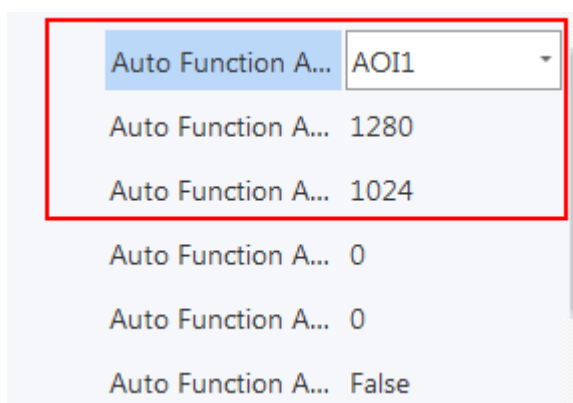 Auto Function A... AOI1
Auto Function A... 1280
Auto Function A... 1024
Auto Function A... 0
Auto Function A... 0
Auto Function A... False